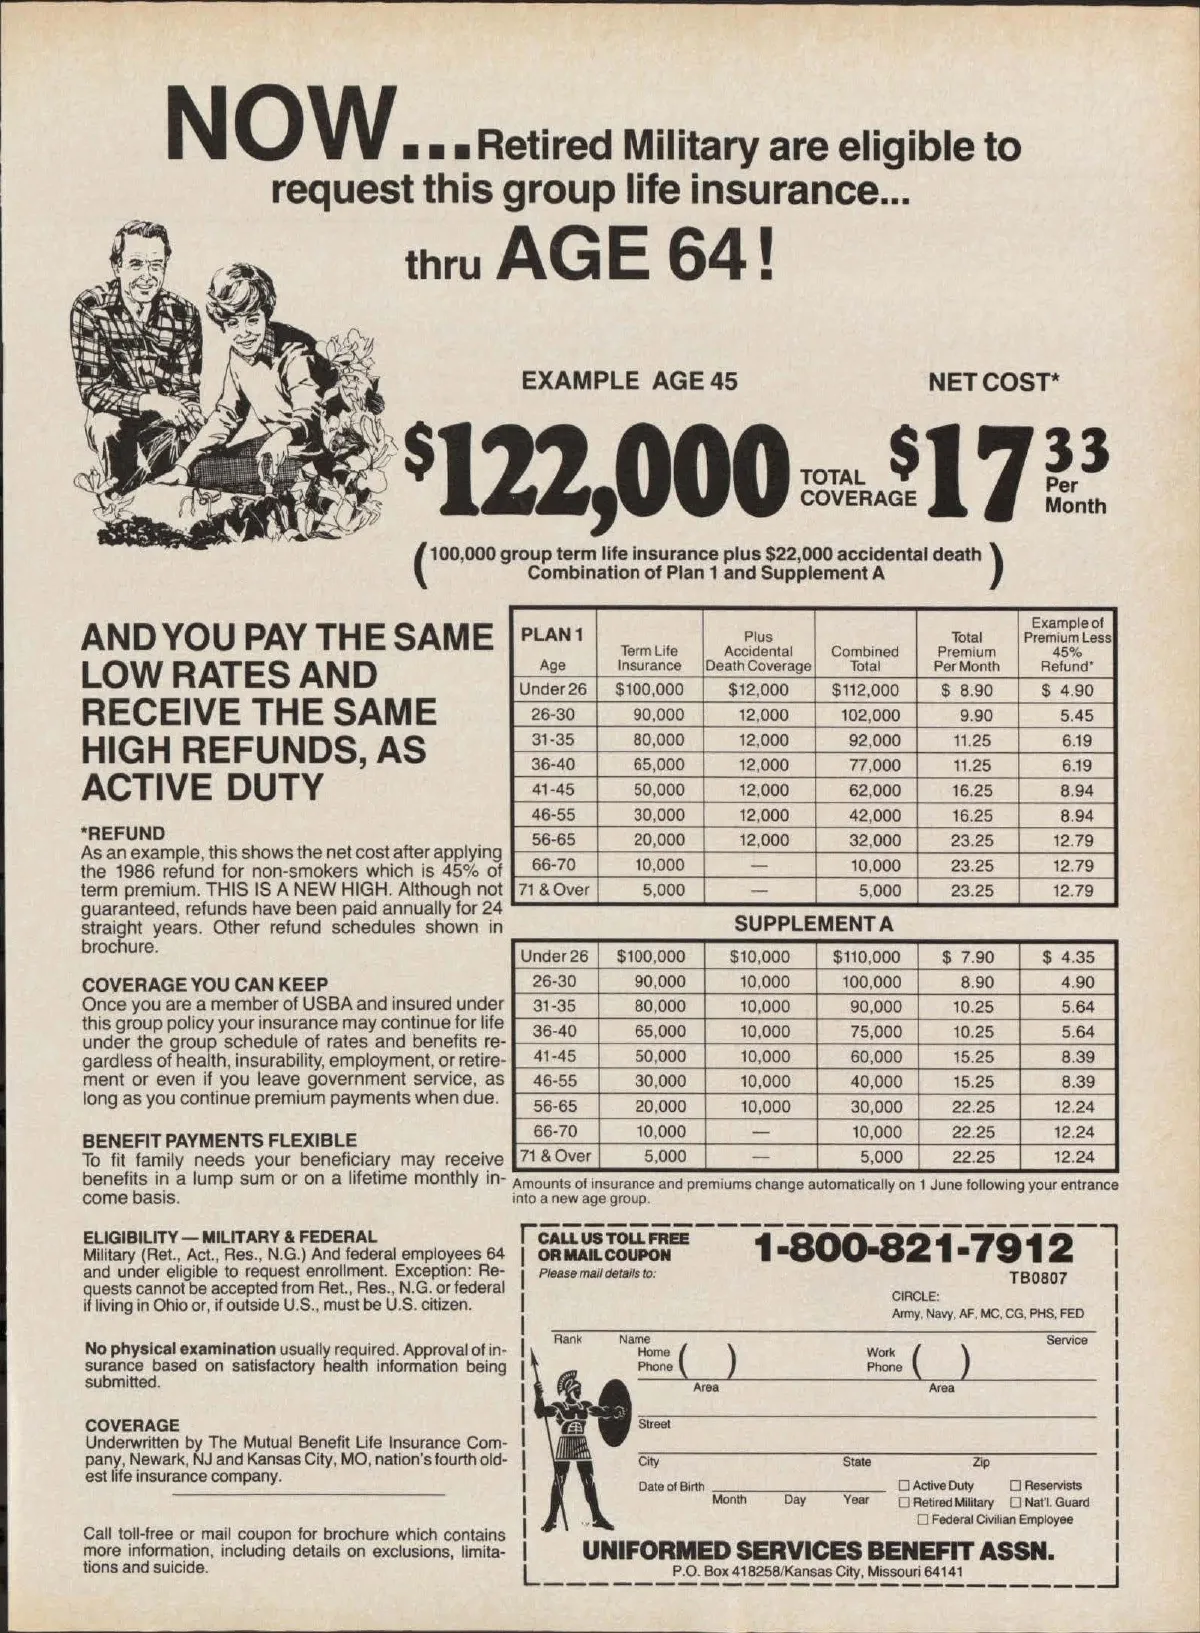 NOW...Retired Military are eligible to
request this group life insurance...
thru AGE 64!
EXAMPLE AGE 45
NET COST*
$122,000 TOTAL COVERAGE $17 33 Per Month
(100,000 group term life insurance plus $22,000 accidental death
Combination of Plan 1 and Supplement A)
AND YOU PAY THE SAME
LOW RATES AND
RECEIVE THE SAME
HIGH REFUNDS, AS
ACTIVE DUTY
*REFUND
As an example, this shows the net cost after applying
the 1986 refund for non-smokers which is 45% of
term premium. THIS IS A NEW HIGH. Although not
guaranteed, refunds have been paid annually for 24
straight years. Other refund schedules shown in
brochure.
COVERAGE YOU CAN KEEP
Once you are a member of USBA and insured under
this group policy your insurance may continue for life
under the group schedule of rates and benefits re-
gardless of health, insurability, employment, or retire-
ment or even if you leave government service, as
long as you continue premium payments when due.
BENEFIT PAYMENTS FLEXIBLE
To fit family needs your beneficiary may receive
benefits in a lump sum or on a lifetime monthly in-
come basis.
ELIGIBILITY — MILITARY & FEDERAL
Military (Ret., Act., Res., N.G.) And federal employees 64
and under eligible to request enrollment. Exception: Re-
quests cannot be accepted from Ret., Res., N.G. or federal
if living in Ohio or, if outside U.S., must be U.S. citizen.
No physical examination usually required. Approval of in-
surance based on satisfactory health information being
submitted.
COVERAGE
Underwritten by The Mutual Benefit Life Insurance Com-
pany, Newark, NJ and Kansas City, MO, nation's fourth old-
est life insurance company.
Call toll-free or mail coupon for brochure which contains
more information, including details on exclusions, limita-
tions and suicide.
PLAN 1 Age Term Life Insurance Plus Accidental Death Coverage Combined Total Total Premium Per Month Example of Premium Less 45% Refund*
Under 26 $100,000 $12,000 $112,000 $ 8.90 $ 4.90
26-30 90,000 12,000 102,000 9.90 5.45
31-35 80,000 12,000 92,000 11.25 6.19
36-40 65,000 12,000 77,000 11.25 6.19
41-45 50,000 12,000 62,000 16.25 8.94
46-55 30,000 12,000 42,000 16.25 8.94
56-65 20,000 12,000 32,000 23.25 12.79
66-70 10,000 — 10,000 23.25 12.79
71 & Over 5,000 — 5,000 23.25 12.79
SUPPLEMENT A
Under 26 $100,000 $10,000 $110,000 $ 7.90 $ 4.35
26-30 90,000 10,000 100,000 8.90 4.90
31-35 80,000 10,000 90,000 10.25 5.64
36-40 65,000 10,000 75,000 10.25 5.64
41-45 50,000 10,000 60,000 15.25 8.39
46-55 30,000 10,000 40,000 15.25 8.39
56-65 20,000 10,000 30,000 22.25 12.24
66-70 10,000 — 10,000 22.25 12.24
71 & Over 5,000 — 5,000 22.25 12.24
Amounts of insurance and premiums change automatically on 1 June following your entrance
into a new age group.
CALL US TOLL FREE
OR MAIL COUPON
1-800-821-7912
Please mail details to:
TB0807
CIRCLE:
Army, Navy, AF, MC, CG, PHS, FED
Rank Name Service
Home Phone ( ) Work Phone ( )
Area Area
Street
City State Zip
Date of Birth
Month Day Year
☐ Active Duty ☐ Reservists
☐ Retired Military ☐ Nat'l. Guard
☐ Federal Civilian Employee
UNIFORMED SERVICES BENEFIT ASSN.
P.O. Box 418258/Kansas City, Missouri 64141